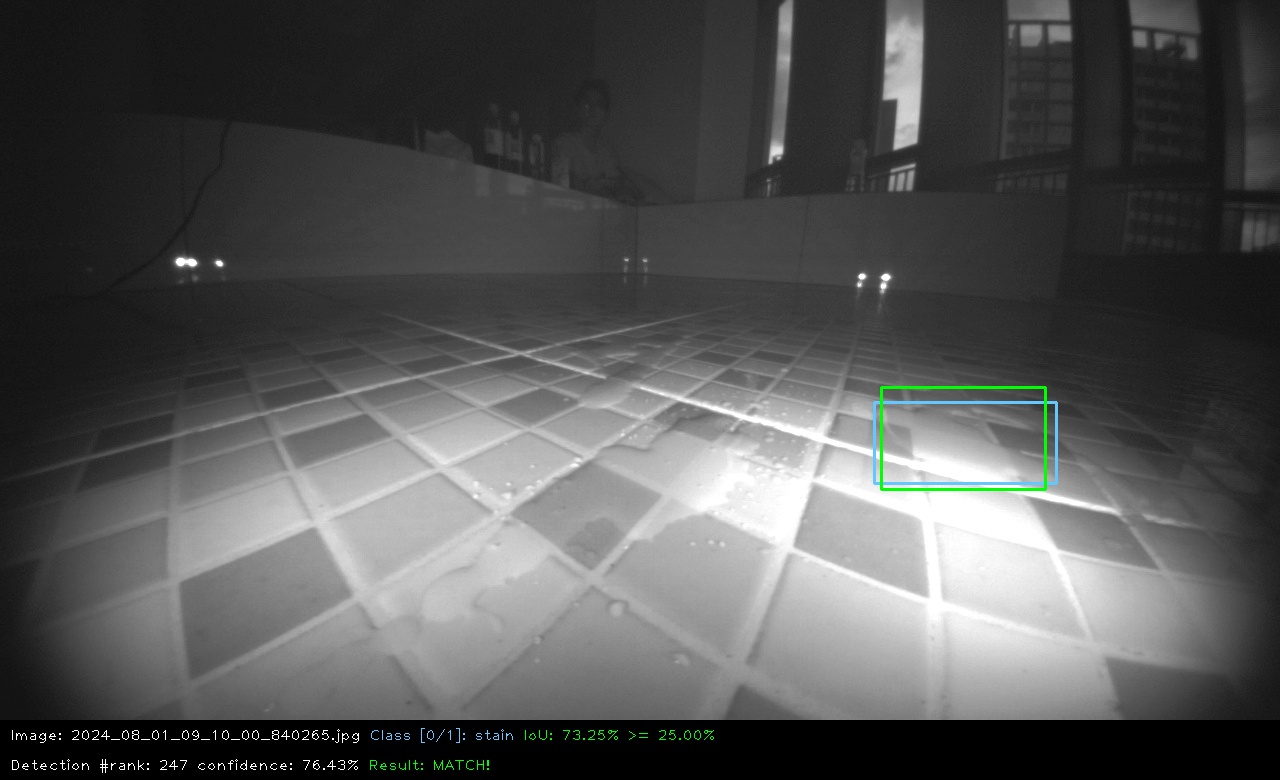 Image: 2024_08_01_09_10_00_840265.jpg Class [0/1]: stain IoU: 73.25% >= 25.00%
Detection #rank: 247 confidence: 76.43% Result: MATCH!